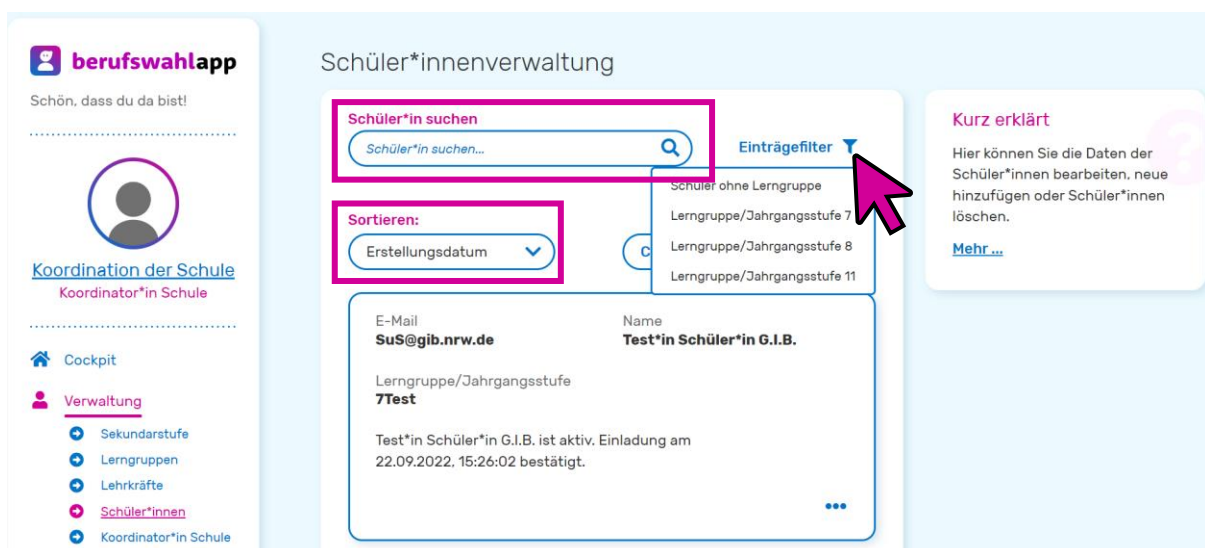 berufswahlapp
Schön, dass du da bist!
Koordination der Schule
Koordinator*in Schule
Cockpit
Verwaltung
Sekundarstufe
Lerngruppen
Lehrkräfte
Schüler*innen
Koordinator*in Schule
Schüler*innenverwaltung
Schüler*in suchen
Schüler*in suchen...
Einträgefilter
Schüler ohne Lerngruppe
Lerngruppe/Jahrgangsstufe 7
Lerngruppe/Jahrgangsstufe 8
Lerngruppe/Jahrgangsstufe 11
Sortieren:
Erstellungsdatum
E-Mail
SuS@gib.nrw.de
Name
Test*in Schüler*in G.I.B.
Lerngruppe/Jahrgangsstufe
7Test
Test*in Schüler*in G.I.B. ist aktiv. Einladung am
22.09.2022, 15:26:02 bestätigt.
Kurz erklärt
Hier können Sie die Daten der
Schüler*innen bearbeiten, neue
hinzufügen oder Schüler*innen
löschen.
Mehr ...